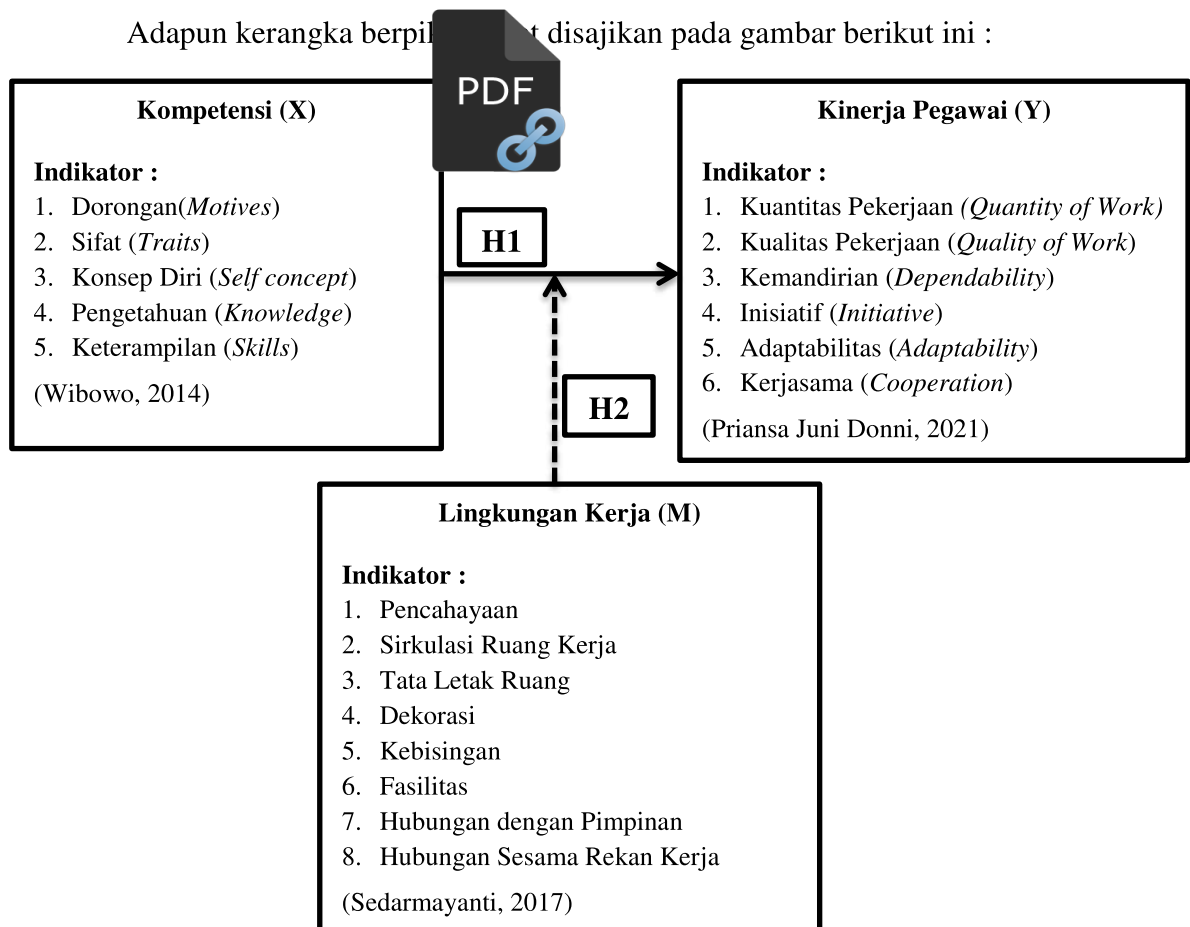 Adapun kerangka disajikan pada gambar berikut ini :
PDF
Kompetensi (X)
Indikator :
1. Dorongan(Motives)
2. Sifat (Traits)
3. Konsep Diri (Self concept)
4. Pengetahuan (Knowledge)
5. Keterampilan (Skills)
(Wibowo, 2014)
H1
Kinerja Pegawai (Y)
Indikator :
1. Kuantitas Pekerjaan (Quantity of Work)
2. Kualitas Pekerjaan (Quality of Work)
3. Kemandirian (Dependability)
4. Inisiatif (Initiative)
5. Adaptabilitas (Adaptability)
6. Kerjasama (Cooperation)
(Priansa Juni Donni, 2021)
H2
Lingkungan Kerja (M)
Indikator :
1. Pencahayaan
2. Sirkulasi Ruang Kerja
3. Tata Letak Ruang
4. Dekorasi
5. Kebisingan
6. Fasilitas
7. Hubungan dengan Pimpinan
8. Hubungan Sesama Rekan Kerja
(Sedarmayanti, 2017)